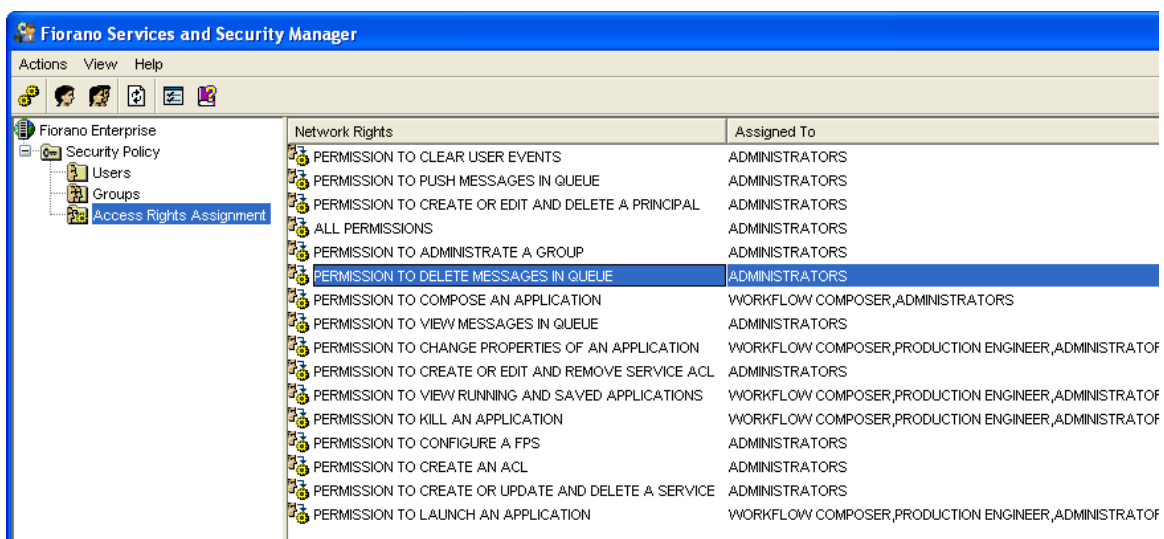 Fiorano Services and Security Manager
Actions View Help
Fiorano Enterprise
Security Policy
Users
Groups
Access Rights Assignment
Network Rights Assigned To
PERMISSION TO CLEAR USER EVENTS ADMINISTRATORS
PERMISSION TO PUSH MESSAGES IN QUEUE ADMINISTRATORS
PERMISSION TO CREATE OR EDIT AND DELETE A PRINCIPAL ADMINISTRATORS
ALL PERMISSIONS ADMINISTRATORS
PERMISSION TO ADMINISTRATE A GROUP ADMINISTRATORS
PERMISSION TO DELETE MESSAGES IN QUEUE ADMINISTRATORS
PERMISSION TO COMPOSE AN APPLICATION WORKFLOW COMPOSER,ADMINISTRATORS
PERMISSION TO VIEW MESSAGES IN QUEUE ADMINISTRATORS
PERMISSION TO CHANGE PROPERTIES OF AN APPLICATION WORKFLOW COMPOSER,PRODUCTION ENGINEER,ADMINISTRATOR
PERMISSION TO CREATE OR EDIT AND REMOVE SERVICE ACL ADMINISTRATORS
PERMISSION TO VIEW RUNNING AND SAVED APPLICATIONS WORKFLOW COMPOSER,PRODUCTION ENGINEER,ADMINISTRATOR
PERMISSION TO KILL AN APPLICATION WORKFLOW COMPOSER,PRODUCTION ENGINEER,ADMINISTRATOR
PERMISSION TO CONFIGURE A FPS ADMINISTRATORS
PERMISSION TO CREATE AN ACL ADMINISTRATORS
PERMISSION TO CREATE OR UPDATE AND DELETE A SERVICE ADMINISTRATORS
PERMISSION TO LAUNCH AN APPLICATION WORKFLOW COMPOSER,PRODUCTION ENGINEER,ADMINISTRATOR